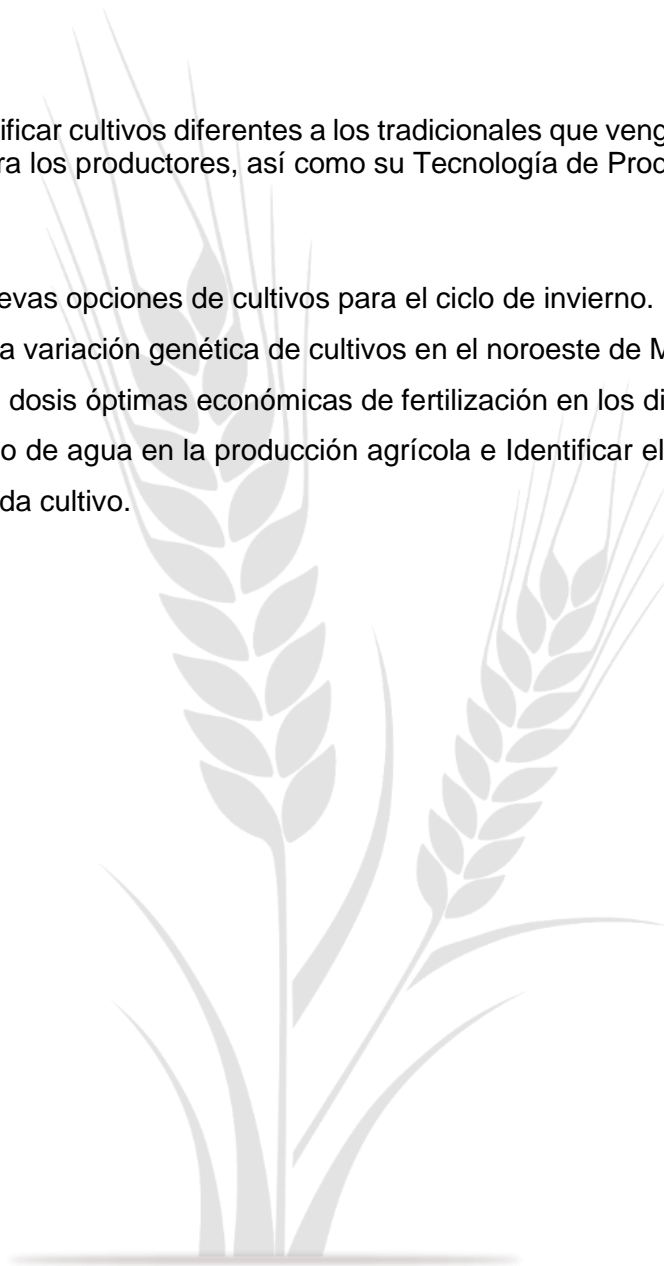 ificar cultivos diferentes a los tradicionales que veng
ra los productores, así como su Tecnología de Prod
evas opciones de cultivos para el ciclo de invierno.
a variación genética de cultivos en el noroeste de M
dosis óptimas económicas de fertilización en los di
o de agua en la producción agrícola e Identificar el
da cultivo.